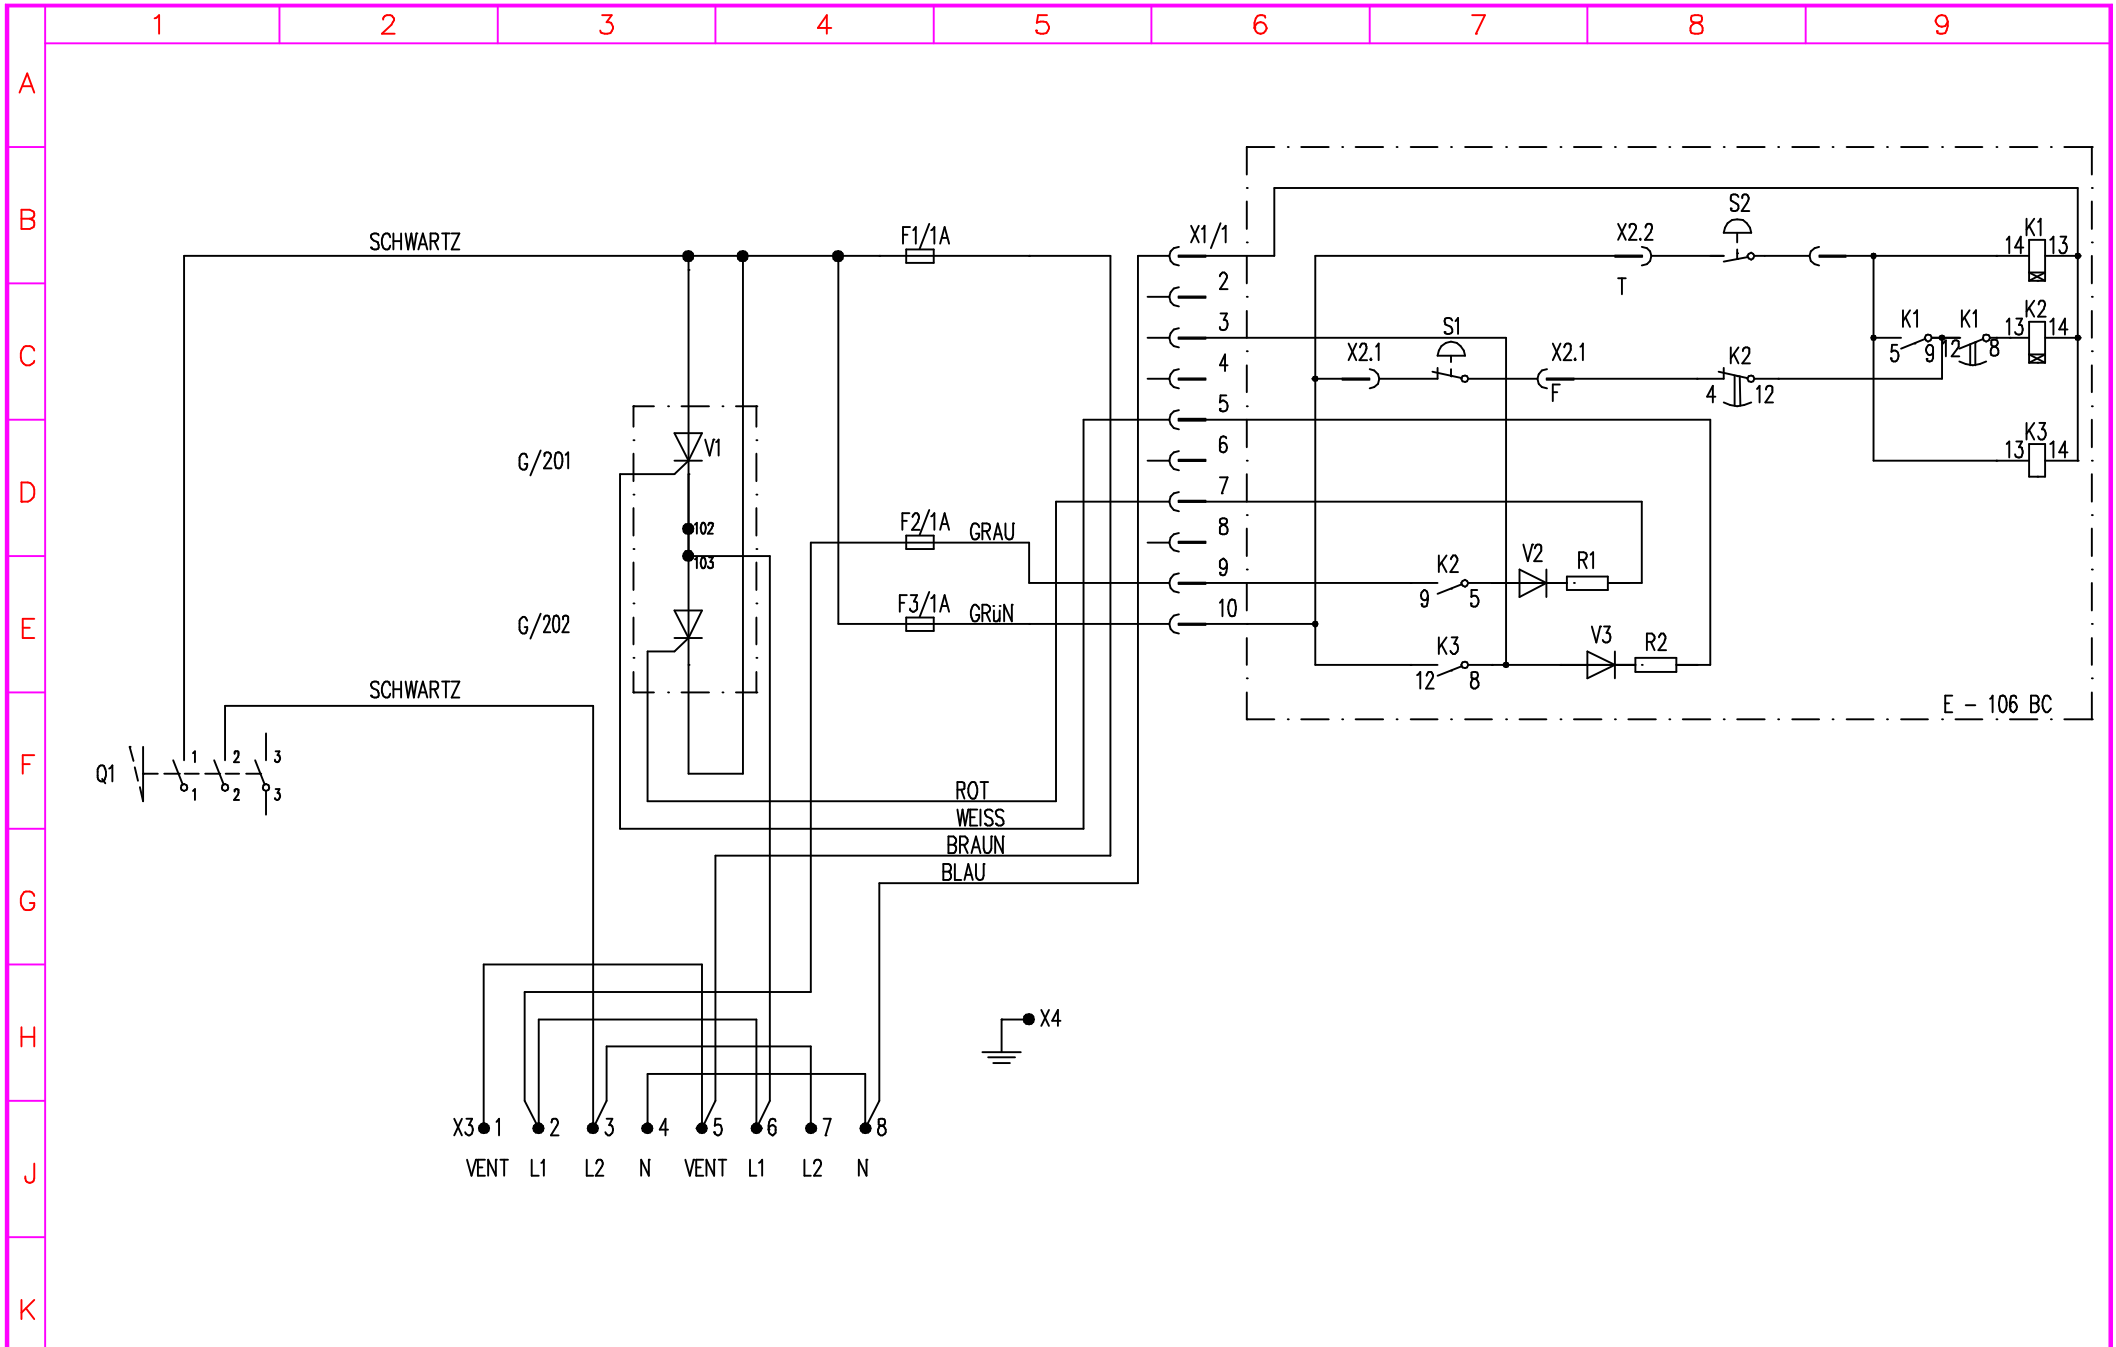 1 2 3 4 5 6 7 8 9
A
B
C
D
E
F
G
H
J
K
SCHWARTZ
F1/1A
X1/1
2
3
4
5
6
7
8
9
10
X2.2
T
S2
K1
14 13
K1
5 9
K1
12 8
K2
13 14
S1
X2.1
X2.1
F
K2
4 12
K3
13 14
G/201
V1
102
103
G/202
F2/1A
GRAU
F3/1A
GRüN
K2
9 5
V2
R1
K3
12 8
V3
R2
E - 106 BC
SCHWARTZ
Q1
1 2 3
1 2 3
ROT
WEISS
BRAUN
BLAU
X4
X3 1 2 3 4 5 6 7 8
VENT L1 L2 N VENT L1 L2 N